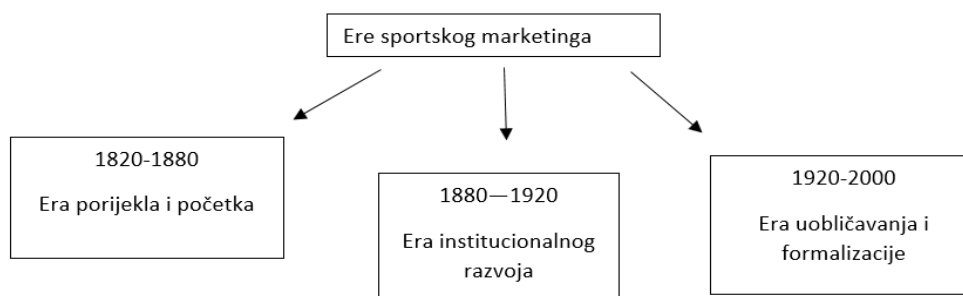 Ere sportskog marketinga
1820-1880
Era porijekla i početka
1880—1920
Era institucionalnog
razvoja
1920-2000
Era uobličavanja i
formalizacije